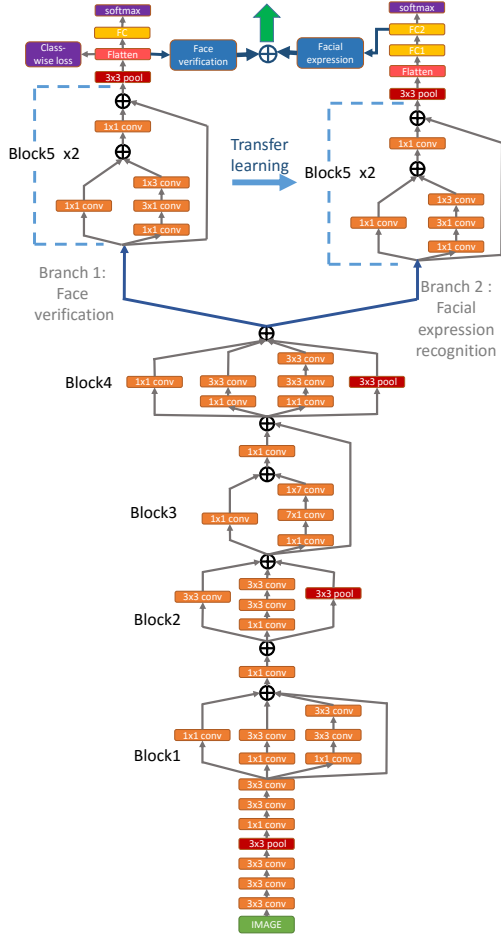 softmax
softmax
FC
FC2
Class-
wise loss
Flatten
Face
verification
Facial
expression
FC1
Flatten
3x3 pool
3x3 pool
1x1 conv
1x1 conv
Block5 x2
Transfer
learning
Block5 x2
1x3 conv
1x1 conv
3x1 conv
1x1 conv
1x3 conv
1x1 conv
3x1 conv
1x1 conv
Branch 1:
Face
verification
Branch 2 :
Facial
expression
recognition
Block4
3x3 conv
1x1 conv
3x3 conv
3x3 conv
3x3 pool
1x1 conv
1x1 conv
1x1 conv
Block3
1x7 conv
1x1 conv
7x1 conv
1x1 conv
Block2
3x3 conv
3x3 pool
3x3 conv
3x3 conv
1x1 conv
1x1 conv
Block1
3x3 conv
1x1 conv
3x3 conv
3x3 conv
1x1 conv
1x1 conv
3x3 conv
3x3 conv
1x1 conv
3x3 pool
3x3 conv
3x3 conv
3x3 conv
IMAGE